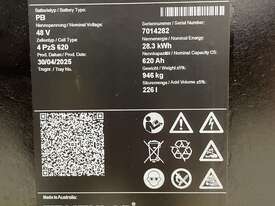 Batterietyp / Battery Type:
PB
Nennspannung / Nominal Voltage:
48 V
Zellentyp / Cell Type:
4 PzS 620
Prod. Datum / Prod. Date:
30/04/2025
Trognr. / Tray No.
Seriennummer / Serial Number:
7014282
Nennenergie / Nominal Energy:
28.3 kWh
Nennkapazität / Nominal Capacity C5:
620 Ah
Gewicht / Weight ±5%
946 kg
Säuremenge / Acid Volume ±5%
226 l
Made in Australia: